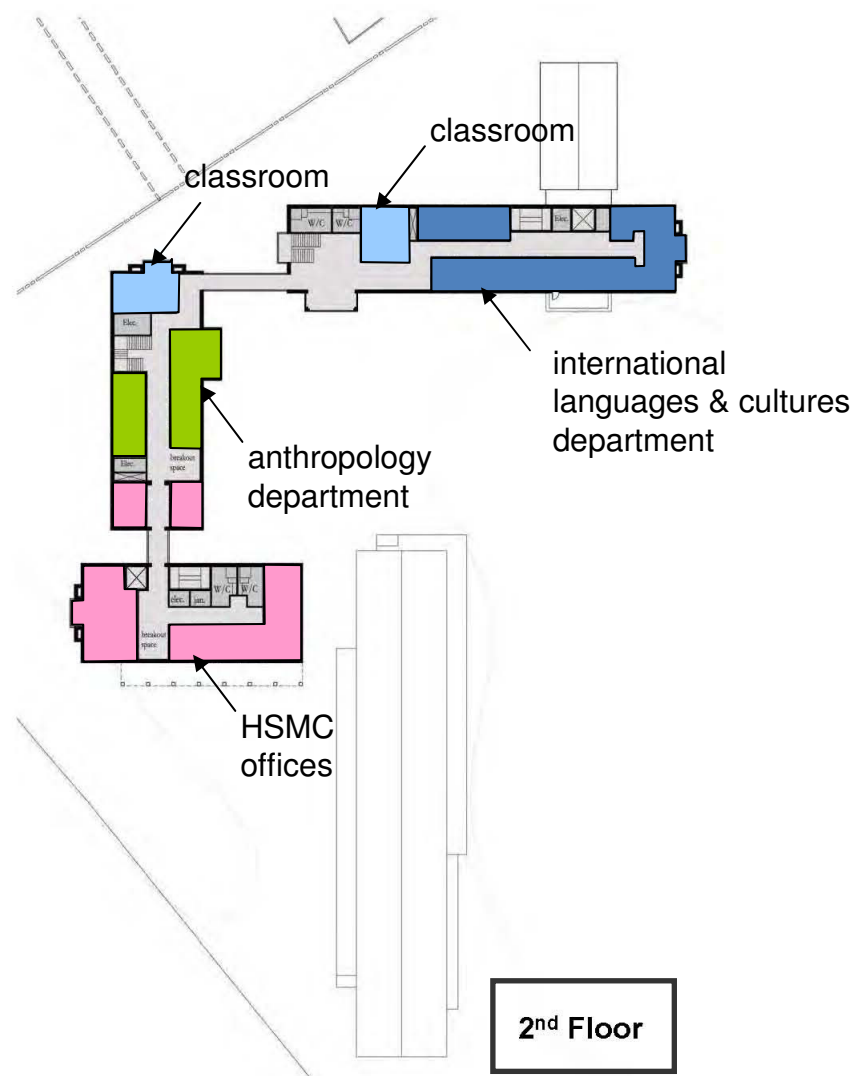 classroom
classroom
W/C
W/C
Elec.
Elec.
international
languages & cultures
department
anthropology
department
Elec.
breakout
space
elec.
jan.
W/C
W/C
breakout
space
HSMC
offices
2nd Floor